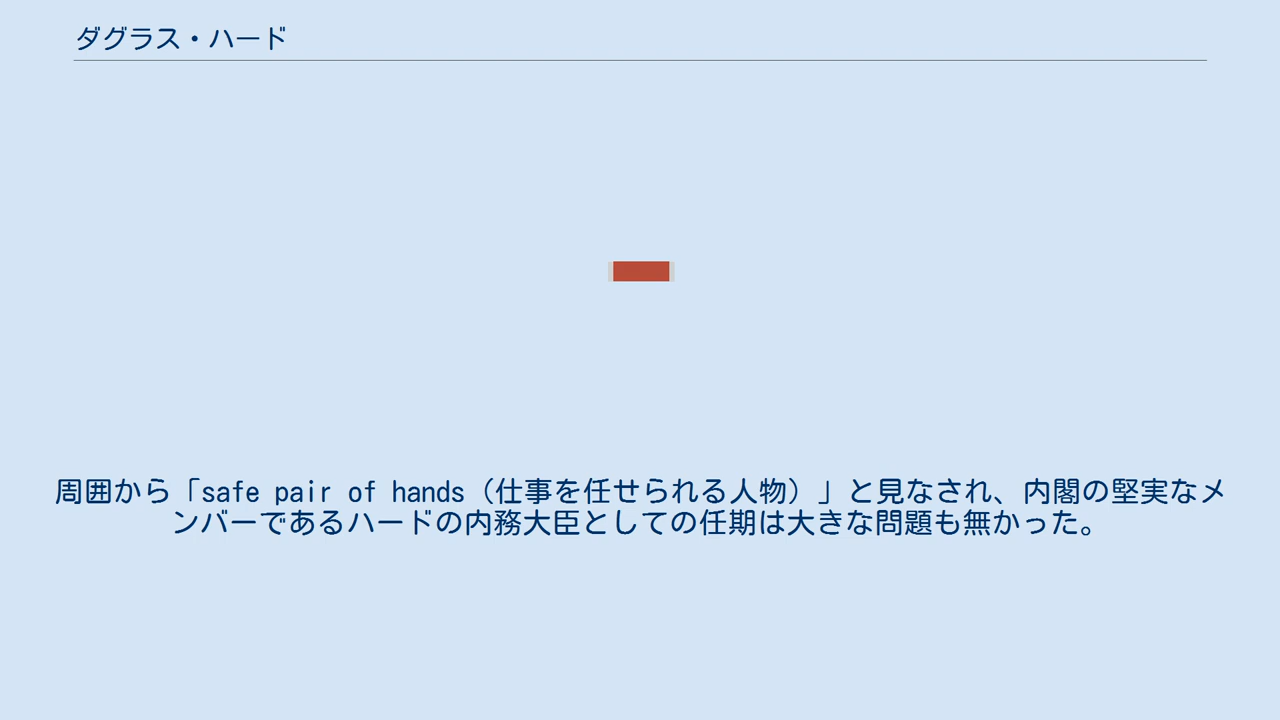 ダグラス・ハード
周囲から「safe pair of hands（仕事を任せられる人物）」と見なされ、内閣の堅実なメ
ンバーであるハードの内務大臣としての任期は大きな問題も無かった。